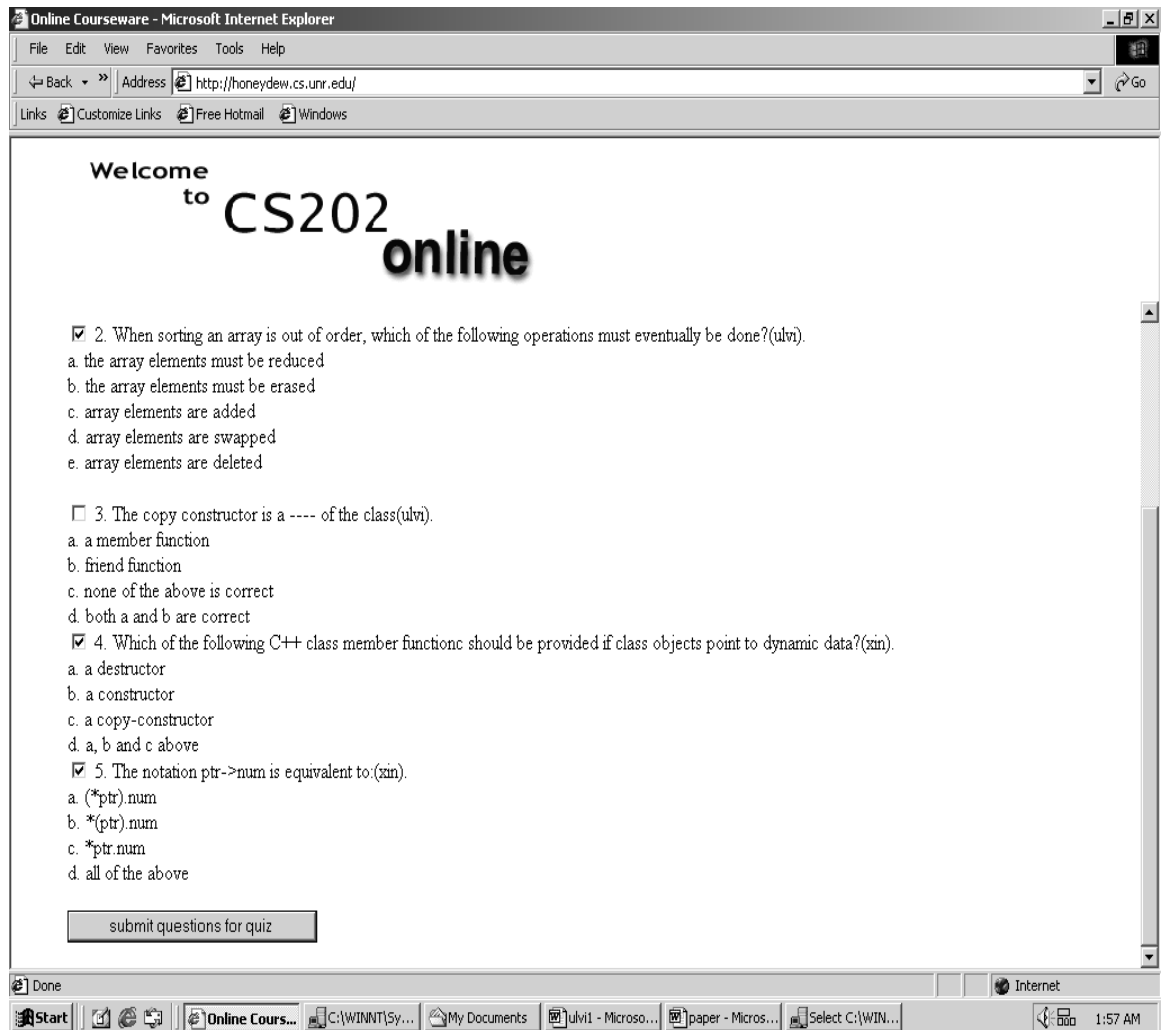 Online Courseware - Microsoft Internet Explorer
File Edit View Favorites Tools Help
Back » Address http://honeydew.cs.unr.edu/ Go
Links Customize Links Free Hotmail Windows
Welcome
to CS202
online
2. When sorting an array is out of order, which of the following operations must eventually be done?(ulvi).
a. the array elements must be reduced
b. the array elements must be erased
c. array elements are added
d. array elements are swapped
e. array elements are deleted
3. The copy constructor is a ---- of the class(ulvi).
a. a member function
b. friend function
c. none of the above is correct
d. both a and b are correct
4. Which of the following C++ class member functionc should be provided if class objects point to dynamic data?(xin).
a. a destructor
b. a constructor
c. a copy-constructor
d. a, b and c above
5. The notation ptr->num is equivalent to:(xin).
a. (*ptr).num
b. *(ptr).num
c. *ptr.num
d. all of the above
submit questions for quiz
Done Internet
Start Online Cours... C:\WINNT\Sy... My Documents ulvi1 - Microso... paper - Micros... Select C:\WIN... 1:57 AM